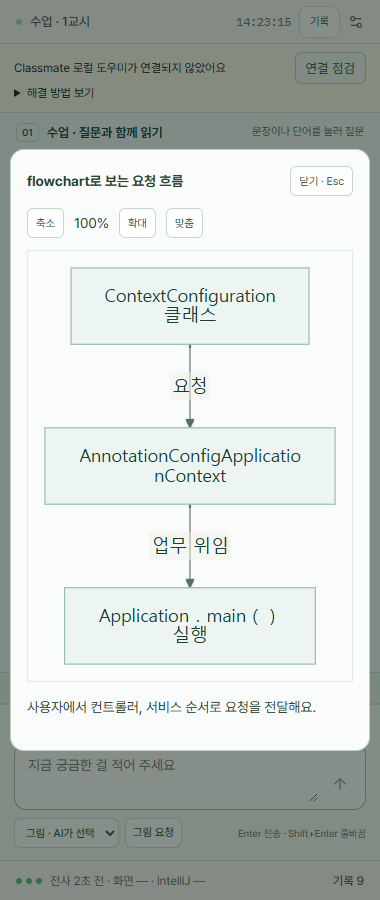 수업 · 1교시
14:23:15
기록
Classmate 로컬 도우미가 연결되지 않았어요
연결 점검
▶ 해결 방법 보기
01 수업 · 질문과 함께 읽기
문장이나 단어를 눌러 질문
flowchart로 보는 요청 흐름
닫기 · Esc
축소
100%
확대
맞춤
ContextConfiguration
클래스
요청
AnnotationConfigApplicatio
nContext
업무 위임
Application . main ( )
실행
사용자에서 컨트롤러, 서비스 순서로 요청을 전달해요.
지금 궁금한 걸 적어 주세요
그림 · AI가 선택
그림 요청
Enter 전송 · Shift+Enter 줄바꿈
전사 2초 전 · 화면 — · IntelliJ —
기록 9